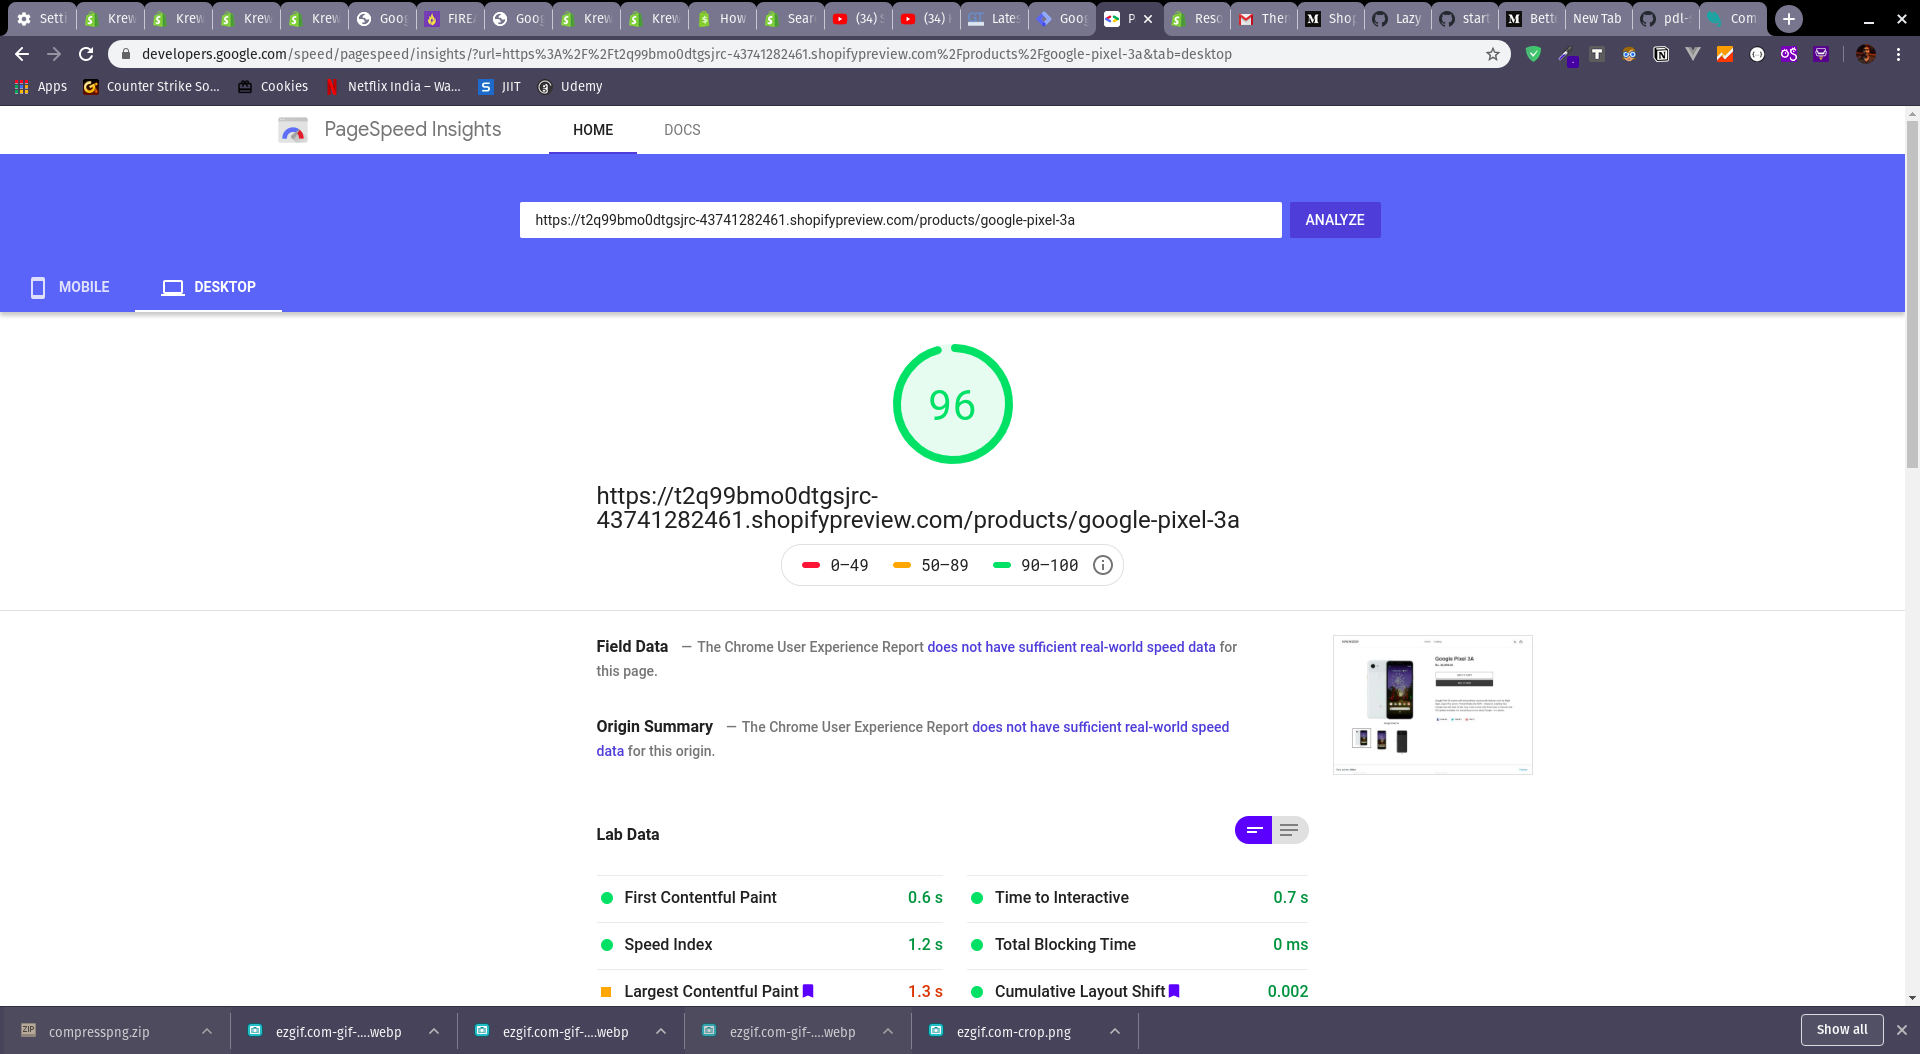 Setti
Krew
Krew
Krew
Krew
Goog
FIREA
Goog
Krew
Krew
How
Sear
(34)
(34)
Lates
Goog
P
Reso
Ther
Shop
Lazy
start
Bett
New Tab
pdl-
Com
developers.google.com/speed/pagespeed/insights/?url=https%3A%2F%2Ft2q99bmo0dtgsjrc-43741282461.shopifypreview.com%2Fproducts%2Fgoogle-pixel-3a&tab=desktop
Apps
Counter Strike So...
Cookies
Netflix India – Wa...
JIIT
Udemy
PageSpeed Insights
HOME
DOCS
https://t2q99bmo0dtgsjrc-43741282461.shopifypreview.com/products/google-pixel-3a
ANALYZE
MOBILE
DESKTOP
96
https://t2q99bmo0dtgsjrc-
43741282461.shopifypreview.com/products/google-pixel-3a
0–49
50–89
90–100
Field Data — The Chrome User Experience Report does not have sufficient real-world speed data for
this page.
Google Pixel 3A
Origin Summary — The Chrome User Experience Report does not have sufficient real-world speed
data for this origin.
Lab Data
First Contentful Paint 0.6 s
Time to Interactive 0.7 s
Speed Index 1.2 s
Total Blocking Time 0 ms
Largest Contentful Paint 1.3 s
Cumulative Layout Shift 0.002
compresspng.zip
ezgif.com-gif-....webp
ezgif.com-gif-....webp
ezgif.com-gif-....webp
ezgif.com-crop.png
Show all